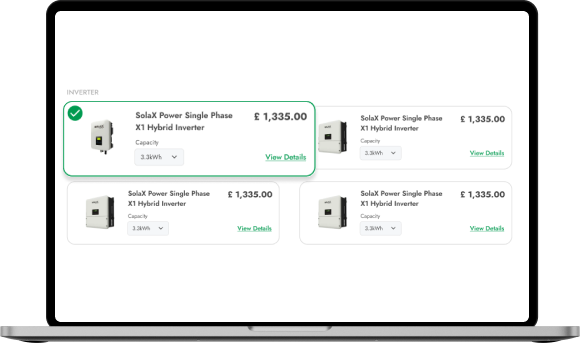 INVERTER
SolaX Power Single Phase
X1 Hybrid Inverter
£ 1,335.00
Capacity
3.3kWh
View Details
SolaX Power Single Phase
X1 Hybrid Inverter
£ 1,335.00
Capacity
3.3kWh
View Details
SolaX Power Single Phase
X1 Hybrid Inverter
£ 1,335.00
Capacity
3.3kWh
View Details
SolaX Power Single Phase
X1 Hybrid Inverter
£ 1,335.00
Capacity
3.3kWh
View Details